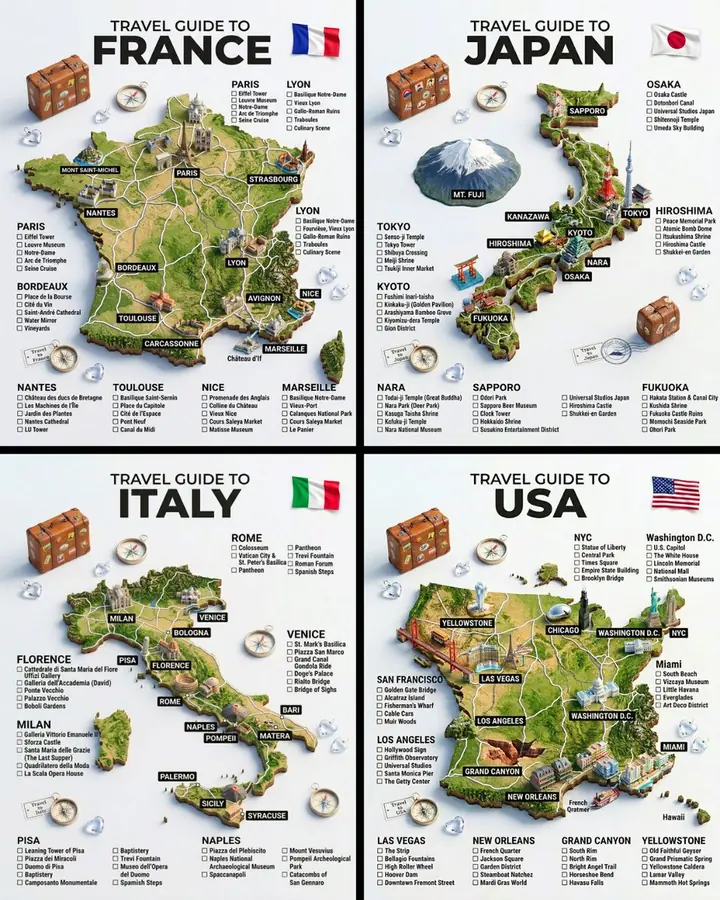 TRAVEL GUIDE TO
FRANCE
PARIS
Eiffel Tower
Louvre Museum
Notre-Dame
Arc de Triomphe
Seine Cruise
LYON
Basilique Notre-Dame
Vieux Lyon
Gallo-Roman Ruins
Traboules
Culinary Scene
MONT SAINT-MICHEL
PARIS
STRASBOURG
NANTES
LYON
Basilique Notre-Dame
Fourvière, Vieux Lyon
Gallo-Roman Ruins
Traboules
Culinary Scene
PARIS
Eiffel Tower
Louvre Museum
Notre-Dame
Arc de Triomphe
Seine Cruise
BORDEAUX
LYON
BORDEAUX
Place de la Bourse
Cité du Vin
Saint-André Cathedral
Water Mirror
Vineyards
AVIGNON
NICE
TOULOUSE
CARCASSONNE
MARSEILLE
Château d'If
Travel to France
NANTES
Château des ducs de Bretagne
Les Machines de l'Île
Jardin des Plantes
Nantes Cathedral
LU Tower
TOULOUSE
Basilique Saint-Sernin
Place du Capitole
Cité de l'Espace
Pont Neuf
Canal du Midi
NICE
Promenade des Anglais
Colline du Château
Vieux Nice
Cours Saleya Market
Matisse Museum
MARSEILLE
Basilique Notre-Dame
Vieux-Port
Calanques National Park
Cours Saleya Market
Le Panier
TRAVEL GUIDE TO
JAPAN
OSAKA
Osaka Castle
Dotonbori Canal
Universal Studios Japan
Shitennoji Temple
Umeda Sky Building
SAPPORO
MT. FUJI
KANAZAWA
TOKYO
HIROSHIMA
Peace Memorial Park
Atomic Bomb Dome
Itsukushima Shrine
Hiroshima Castle
Shukkei-en Garden
TOKYO
Senso-ji Temple
Tokyo Tower
Shibuya Crossing
Meiji Shrine
Tsukiji Inner Market
KYOTO
HIROSHIMA
NARA
OSAKA
KYOTO
Fushimi Inari-taisha
Kinkaku-ji (Golden Pavilion)
Arashiyama Bamboo Grove
Kiyomizu-dera Temple
Gion District
FUKUOKA
Travel to Japan
NARA
Todai-ji Temple (Great Buddha)
Nara Park (Deer Park)
Kasuga Taisha Shrine
Kofuku-ji Temple
Nara National Museum
SAPPORO
Odori Park
Sapporo Beer Museum
Clock Tower
Hokkaido Shrine
Susukino Entertainment District
Universal Studios Japan
Hiroshima Castle
Shukkei-en Garden
FUKUOKA
Hakata Station & Canal City
Kushida Shrine
Fukuoka Castle Ruins
Momochi Seaside Park
Ohori Park
TRAVEL GUIDE TO
ITALY
ROME
Colosseum
Vatican City &
St. Peter's Basilica
Pantheon
Pantheon
Trevi Fountain
Roman Forum
Spanish Steps
MILAN
VENICE
BOLOGNA
PISA
FLORENCE
VENICE
St. Mark's Basilica
Piazza San Marco
Grand Canal
Gondola Ride
Doge's Palace
Rialto Bridge
Bridge of Sighs
FLORENCE
Cattedrale di Santa Maria del Fiore
Uffizi Gallery
Galleria dell'Accademia (David)
Ponte Vecchio
Palazzo Vecchio
Boboli Gardens
ROME
BARI
NAPLES
POMPEII
MATERA
MILAN
Galleria Vittorio Emanuele II
Sforza Castle
Santa Maria delle Grazie
(The Last Supper)
Quadrilatero della Moda
La Scala Opera House
PALERMO
SICILY
SYRACUSE
Travel to Italy
PISA
Leaning Tower of Pisa
Piazza dei Miracoli
Duomo di Pisa
Baptistery
Camposanto Monumentale
Baptistery
Trevi Fountain
Museo dell'Opera
del Duomo
Spanish Steps
NAPLES
Piazza del Plebiscito
Naples National
Archaeological Museum
Spaccanapoli
Mount Vesuvius
Pompeii Archeological
Park
Catacombs of
San Gennaro
TRAVEL GUIDE TO
USA
NYC
Statue of Liberty
Central Park
Times Square
Empire State Building
Brooklyn Bridge
Washington D.C.
U.S. Capitol
The White House
Lincoln Memorial
National Mall
Smithsonian Museums
YELLOWSTONE
CHICAGO
WASHINGTON D.C.
NYC
SAN FRANCISCO
Golden Gate Bridge
Alcatraz Island
Fisherman's Wharf
Cable Cars
Muir Woods
LAS VEGAS
Miami
South Beach
Vizcaya Museum
Little Havana
Everglades
Art Deco District
LOS ANGELES
WASHINGTON D.C.
LOS ANGELES
Hollywood Sign
Griffith Observatory
Universal Studios
Santa Monica Pier
The Getty Center
MIAMI
GRAND CANYON
NEW ORLEANS
French
Qratmer
Hawaii
Travel to USA
LAS VEGAS
The Strip
Bellagio Fountains
High Roller Wheel
Hoover Dam
Downtown Fremont Street
NEW ORLEANS
French Quarter
Jackson Square
Garden District
Steamboat Natchez
Mardi Gras World
GRAND CANYON
South Rim
North Rim
Bright Angel Trail
Horseshoe Bend
Havasu Falls
YELLOWSTONE
Old Faithful Geyser
Grand Prismatic Spring
Yellowstone Caldera
Lamar Valley
Mammoth Hot Springs